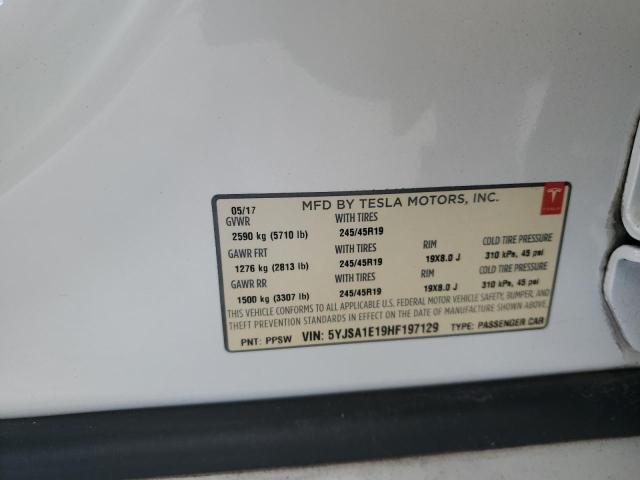 MFD BY TESLA MOTORS, INC.
05/17
GVWR WITH TIRES
2590 kg (5710 lb) 245/45R19
GAWR FRT WITH TIRES RIM COLD TIRE PRESSURE
1276 kg (2813 lb) 245/45R19 19X8.0 J 310 kPa, 45 psi
GAWR RR WITH TIRES RIM COLD TIRE PRESSURE
1500 kg (3307 lb) 245/45R19 19X8.0 J 310 kPa, 45 psi
THIS VEHICLE CONFORMS TO ALL APPLICABLE U.S. FEDERAL MOTOR VEHICLE SAFETY, BUMPER, AND
THEFT PREVENTION STANDARDS IN EFFECT ON THE DATE OF MANUFACTURE SHOWN ABOVE.
PNT: PPSW VIN: 5YJSA1E19HF197129 TYPE: PASSENGER CAR